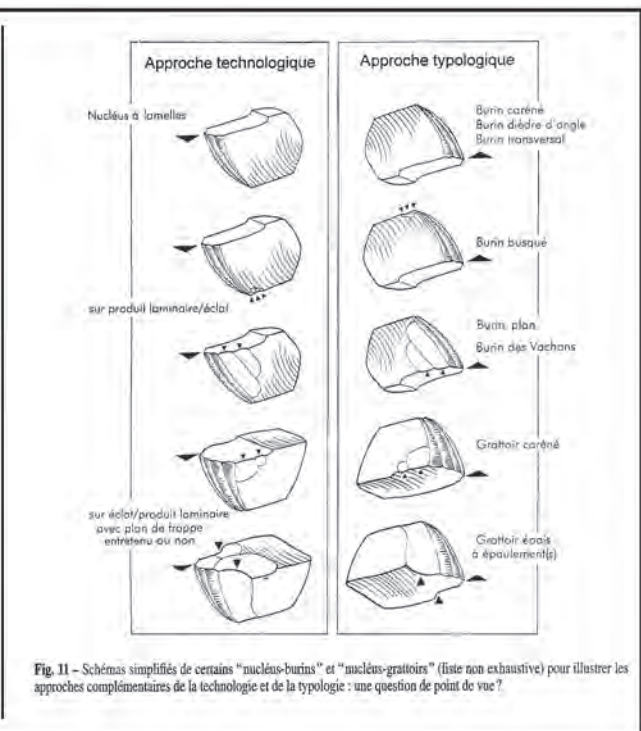 Approche technologique
Approche typologique
Nucléus à lamelles
sur produit laminaire/éclat
sur éclat/produit laminaire
avec plan de frappe
entretenu ou non
Burin caréné
Burin dièdre d'angle
Burin transversal
Burin busqué
Burin plan
Burin des Vachons
Grattoir caréné
Grattoir épais
à épaulement(s)
Fig. 11 – Schémas simplifiés de certains "nucléus-burins" et "nucléus-grattoirs" (liste non exhaustive) pour illustrer les
approches complémentaires de la technologie et de la typologie : une question de point de vue ?